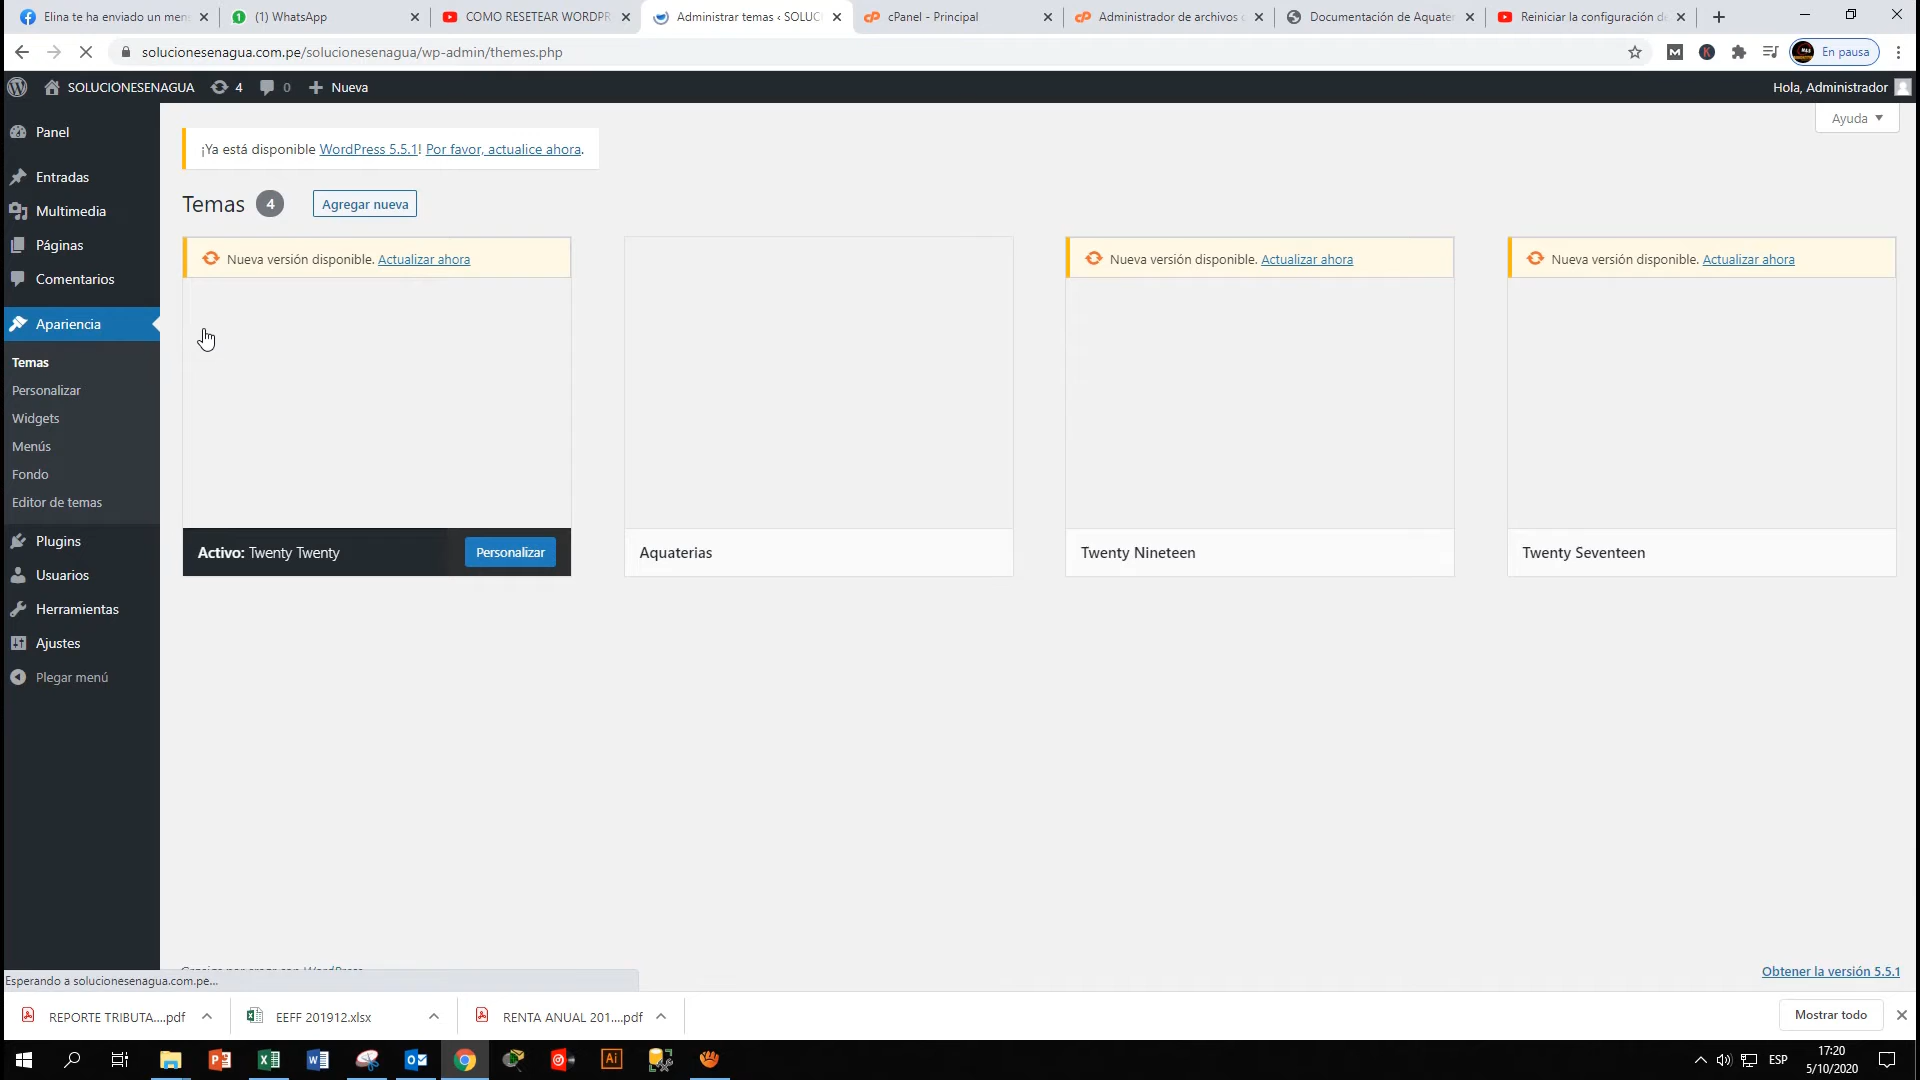 Elina te ha enviado un men
(1) WhatsApp
COMO RESETEAR WORDPR
Administrar temas ‹ SOLUCI
cPanel - Principal
Administrador de archivos c
Documentación de Aquater
Reiniciar la configuración de
solucionesenagua.com.pe/solucionesenagua/wp-admin/themes.php
En pausa
SOLUCIONESENAGUA
4
0
Nueva
Hola, Administrador
Ayuda
Panel
Entradas
Multimedia
Páginas
Comentarios
Apariencia
Temas
Personalizar
Widgets
Menús
Fondo
Editor de temas
Plugins
Usuarios
Herramientas
Ajustes
Plegar menú
¡Ya está disponible WordPress 5.5.1! Por favor, actualice ahora.
Temas 4 Agregar nueva
Nueva versión disponible. Actualizar ahora
Nueva versión disponible. Actualizar ahora
Nueva versión disponible. Actualizar ahora
Activo: Twenty Twenty
Personalizar
Aquaterias
Twenty Nineteen
Twenty Seventeen
Obtener la versión 5.5.1
Esperando a solucionesenagua.com.pe...
REPORTE TRIBUTA....pdf
EEFF 201912.xlsx
RENTA ANUAL 201....pdf
Mostrar todo
ESP
17:20
5/10/2020